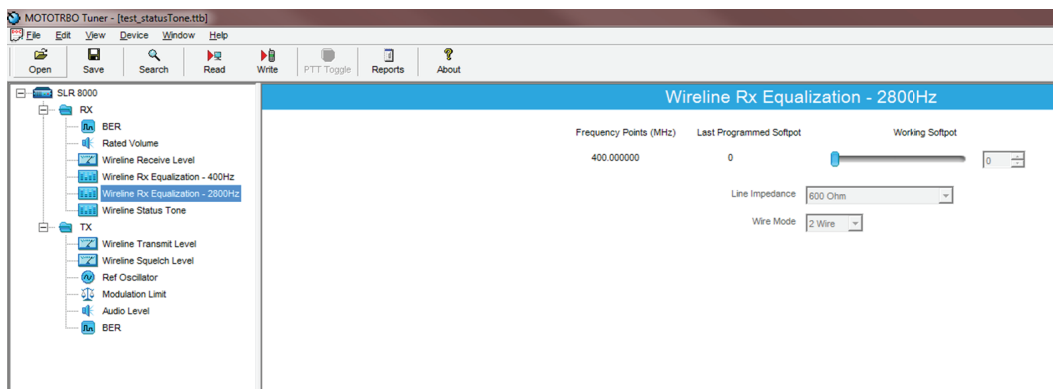 MOTOTRBO Tuner - [test_statusTone.ttb]
File Edit View Device Window Help
Open Save Search Read Write PTT Toggle Reports About
SLR 8000
RX
BER
Rated Volume
Wireline Receive Level
Wireline Rx Equalization - 400Hz
Wireline Rx Equalization - 2800Hz
Wireline Status Tone
TX
Wireline Transmit Level
Wireline Squelch Level
Ref Oscillator
Modulation Limit
Audio Level
BER
Wireline Rx Equalization - 2800Hz
Frequency Points (MHz) Last Programmed Softpot Working Softpot
400.000000 0 0
Line Impedance 600 Ohm
Wire Mode 2 Wire